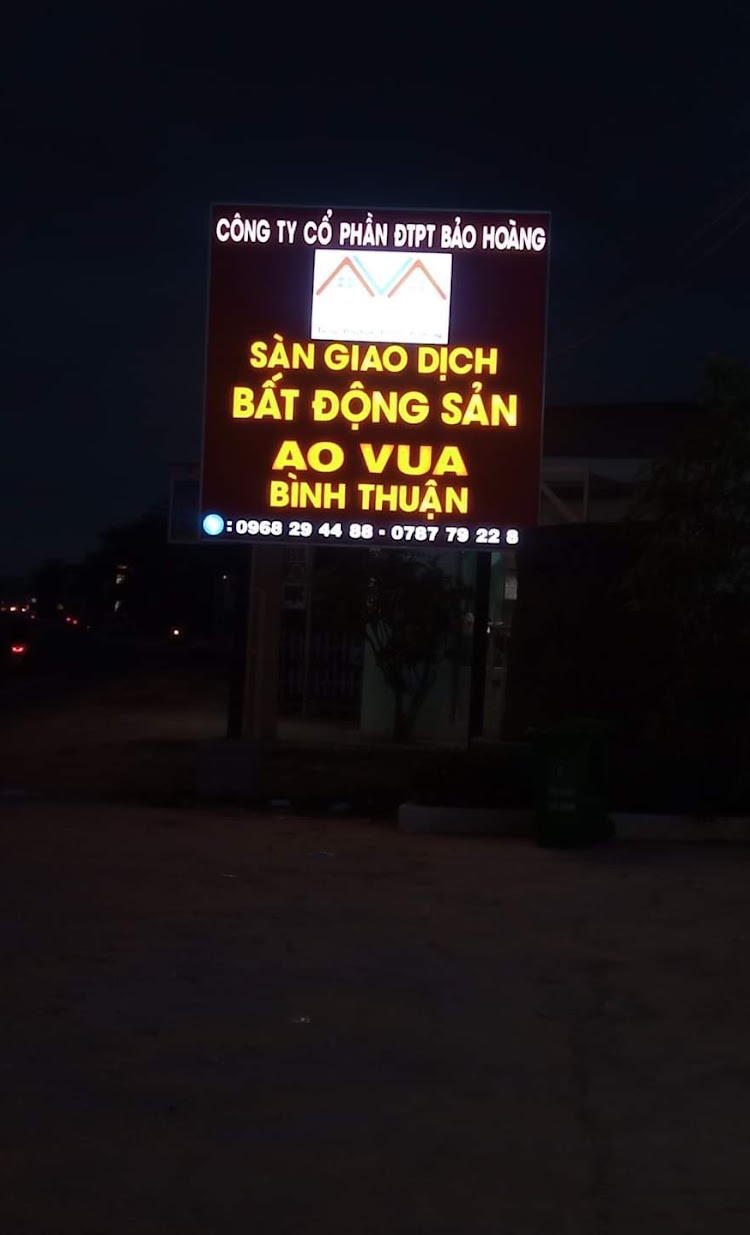 CÔNG TY CỔ PHẦN ĐTPT BẢO HOÀNG
SÀN GIAO DỊCH
BẤT ĐỘNG SẢN
AO VUA
BÌNH THUẬN
: 0968 29 44 88 - 0787 79 22 8